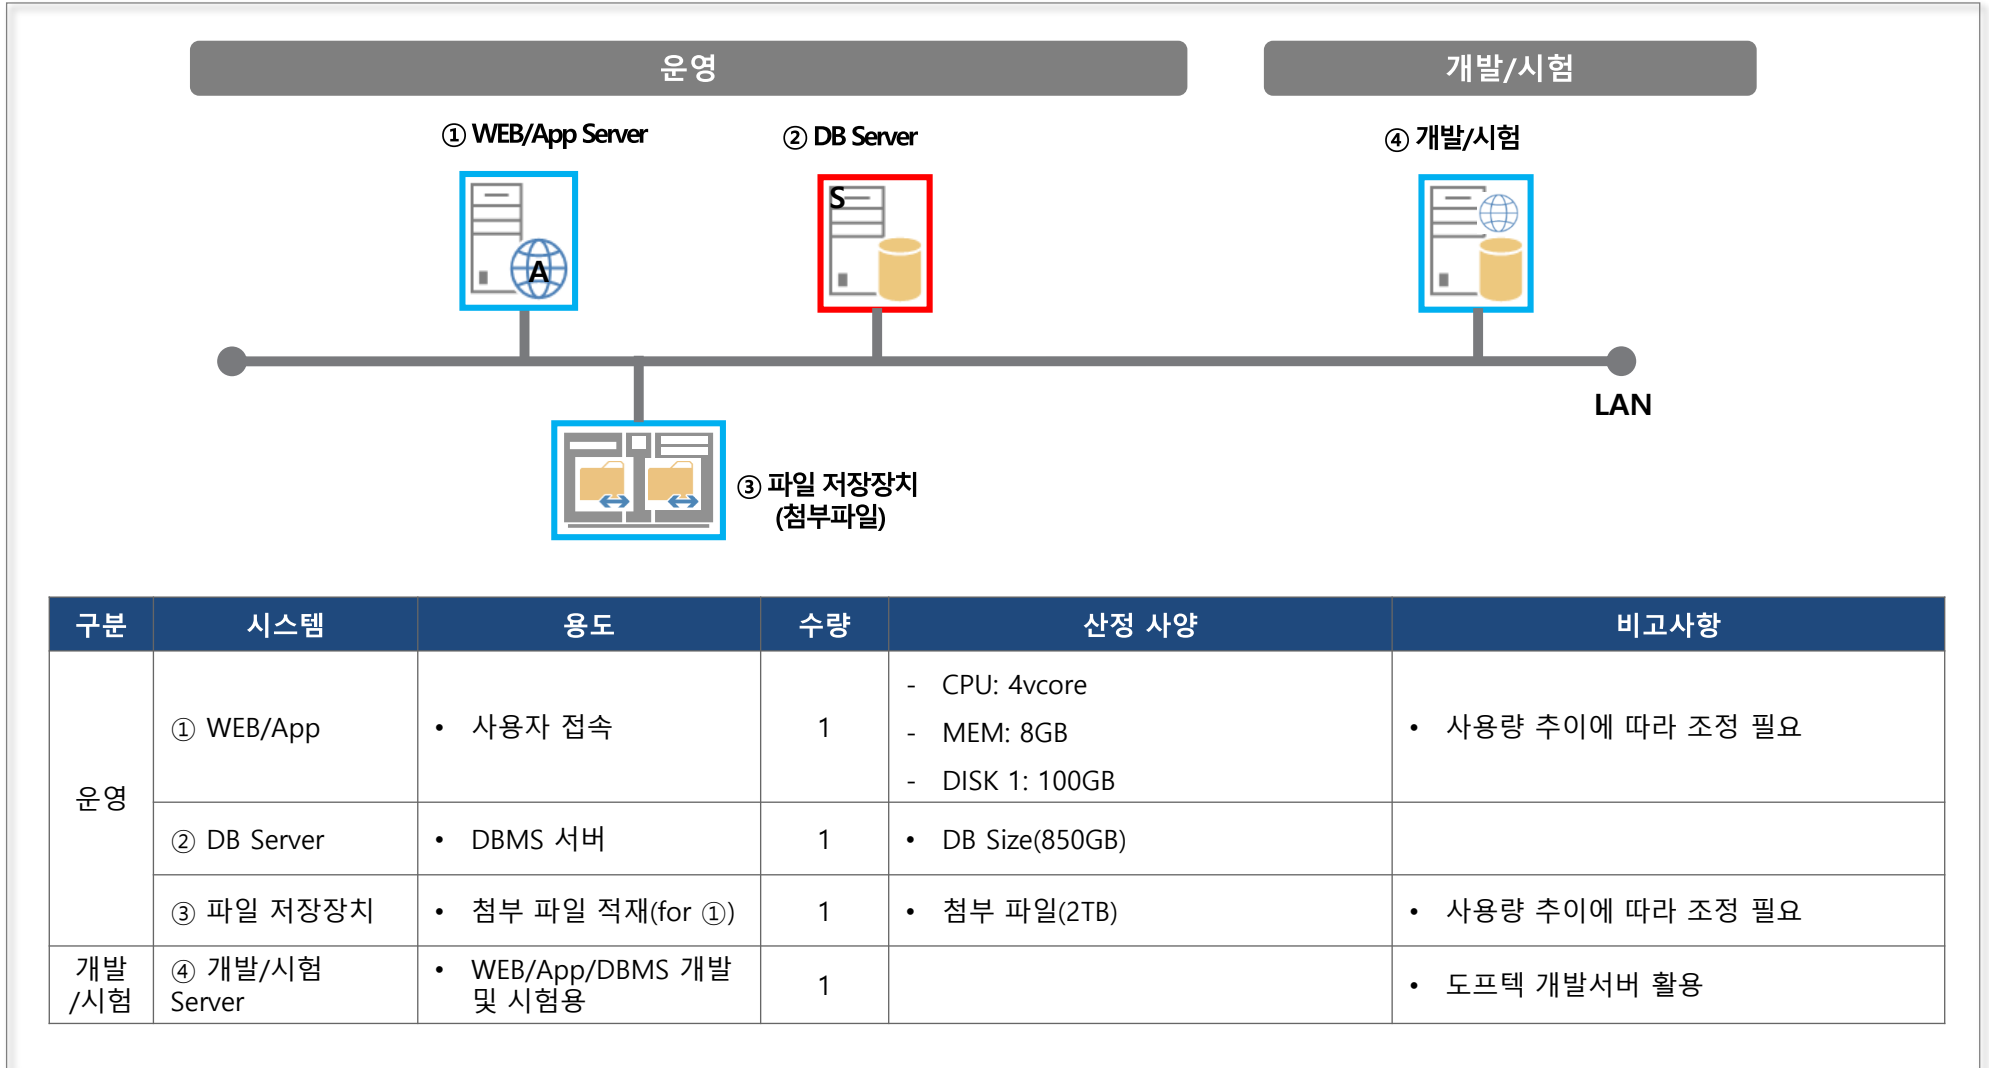 운영
개발/시험
① WEB/App Server
② DB Server
④ 개발/시험
A
S
LAN
③ 파일 저장장치
(첨부파일)
구분 시스템 용도 수량 산정 사양 비고사항
운영
① WEB/App
• 사용자 접속
1
- CPU: 4vcore
- MEM: 8GB
- DISK 1: 100GB
• 사용량 추이에 따라 조정 필요
② DB Server
• DBMS 서버
1
• DB Size(850GB)
③ 파일 저장장치
• 첨부 파일 적재(for ①)
1
• 첨부 파일(2TB)
• 사용량 추이에 따라 조정 필요
개발
/시험
④ 개발/시험
Server
• WEB/App/DBMS 개발
및 시험용
1
• 도프텍 개발서버 활용